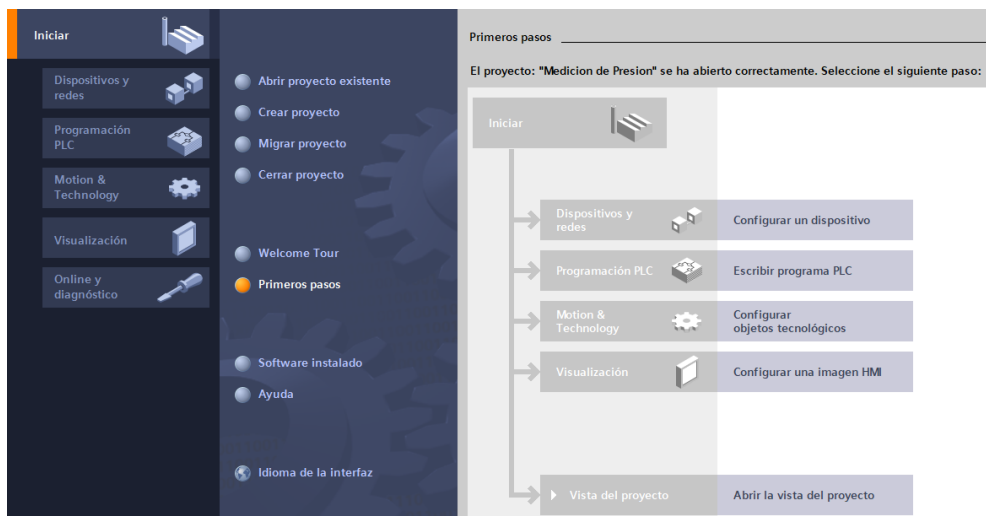 Iniciar
Dispositivos y
redes
Programación
PLC
Motion &
Technology
Visualización
Online y
diagnóstico
Abrir proyecto existente
Crear proyecto
Migrar proyecto
Cerrar proyecto
Welcome Tour
Primeros pasos
Software instalado
Ayuda
Idioma de la interfaz
Primeros pasos
El proyecto: "Medicion de Presion" se ha abierto correctamente. Seleccione el siguiente paso:
Iniciar
Dispositivos y
redes
Configurar un dispositivo
Programación PLC
Escribir programa PLC
Motion &
Technology
Configurar
objetos tecnológicos
Visualización
Configurar una imagen HMI
Vista del proyecto
Abrir la vista del proyecto